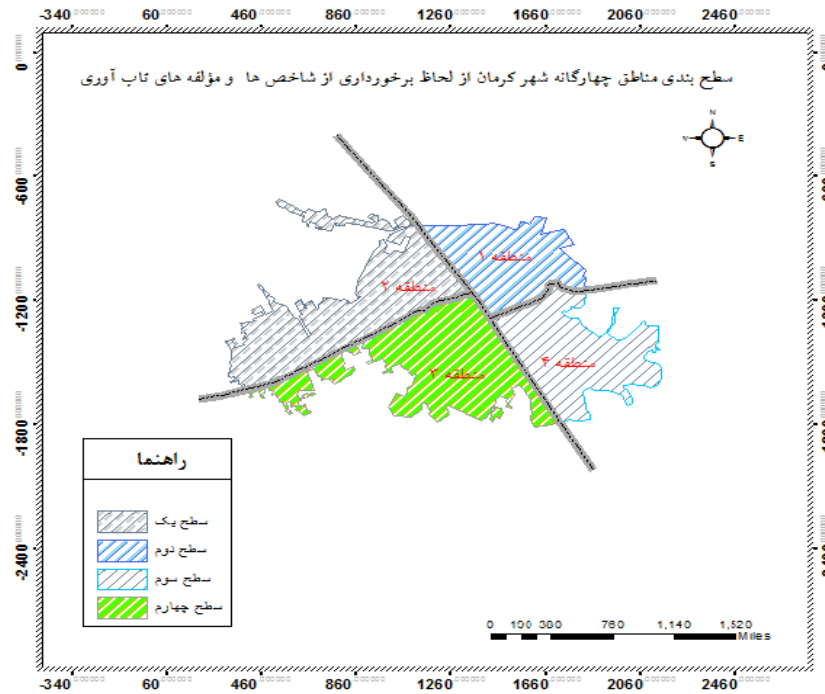 -340 60 460 860 1260 1660 2060 2460
سطح بندی مناطق چهارگانه شهر کرمان از لحاظ برخورداری از شاخص ها و مؤلفه های تاب آوری
N
E
S
0
-600
-1200
-1800
-2400
منطقه ۱
منطقه ۲
منطقه ۳
منطقه ۴
راهنما
سطح یک
سطح دوم
سطح سوم
سطح چهارم
0 190 380 760 1,140 1,520
Miles
-340 60 460 860 1260 1660 2060 2460